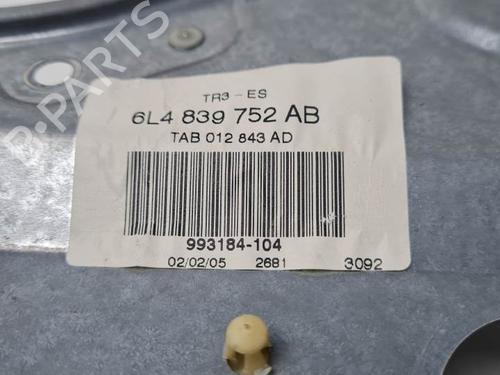 B-PARTS
TR3 - ES
6L4 839 752 AB
TAB 012 843 AD
993184-104
02/02/05 2681 3092